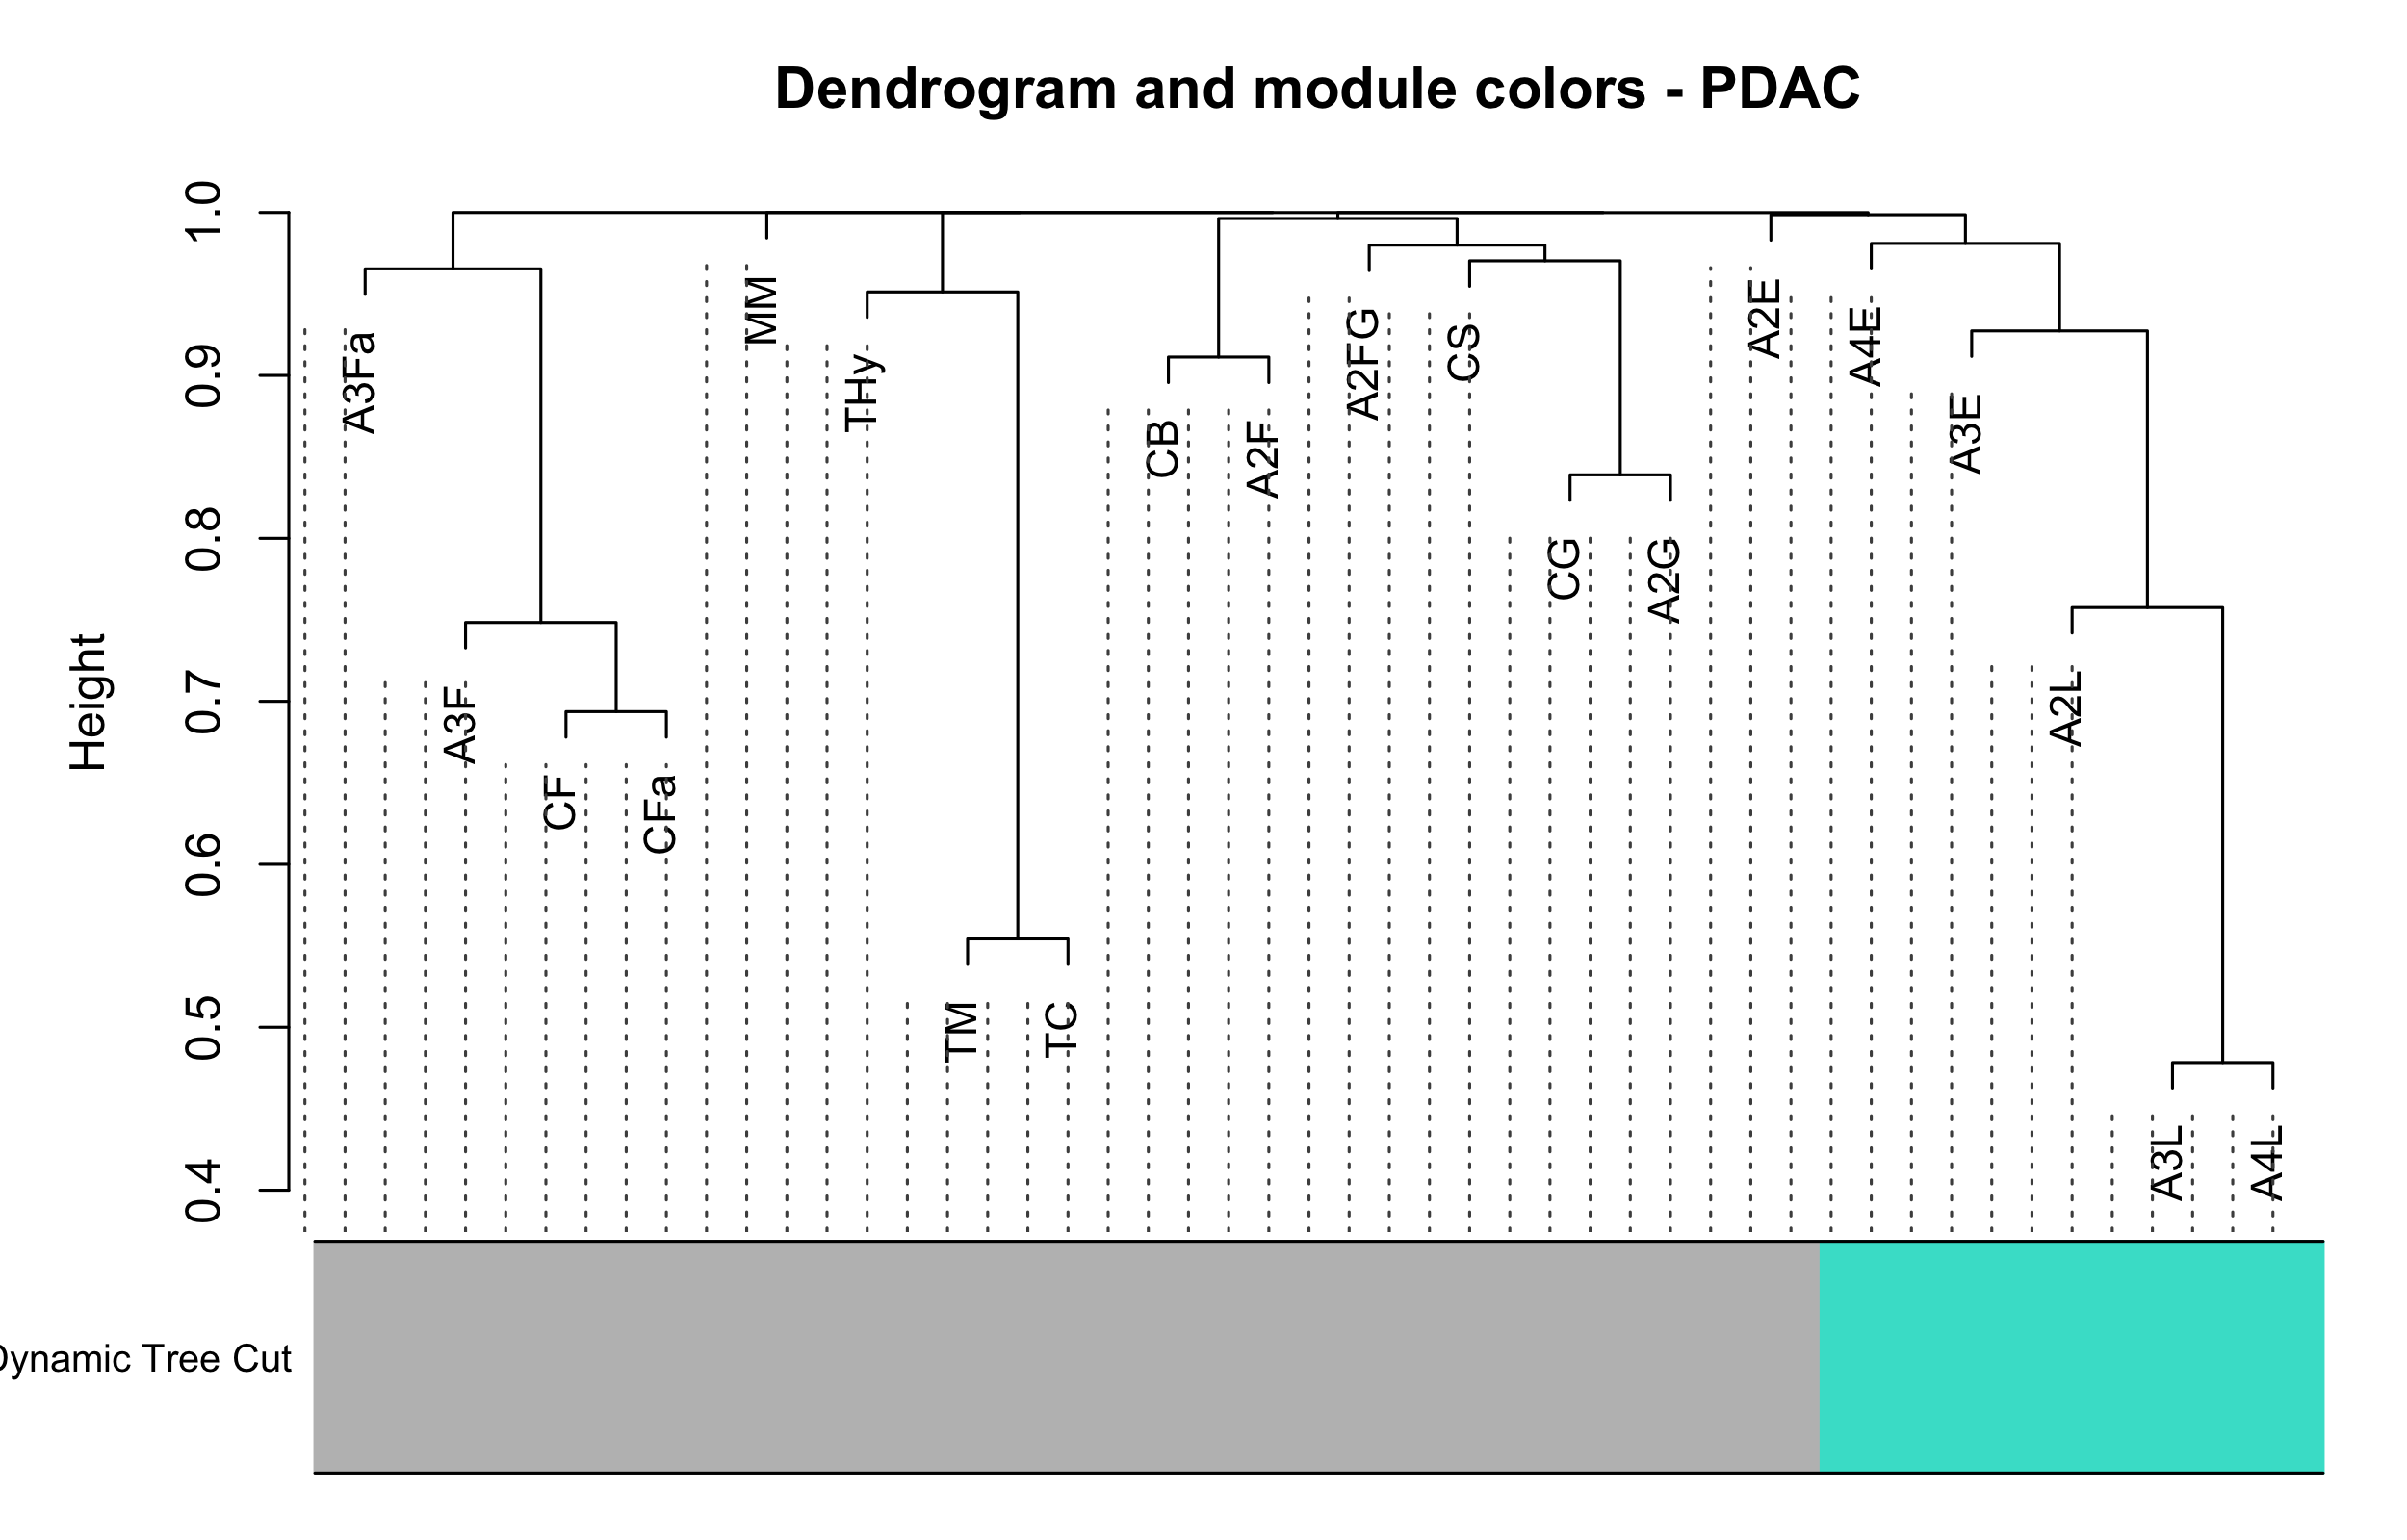 Dendrogram and module colors - PDAC
Height
1.0
0.9
0.8
0.7
0.6
0.5
0.4
A3Fa
A3F
CF
CFa
MM
THy
TM
TC
CB
A2F
A2FG
CS
CG
A2G
A2E
A4E
A3E
A2L
A3L
A4L
Dynamic Tree Cut